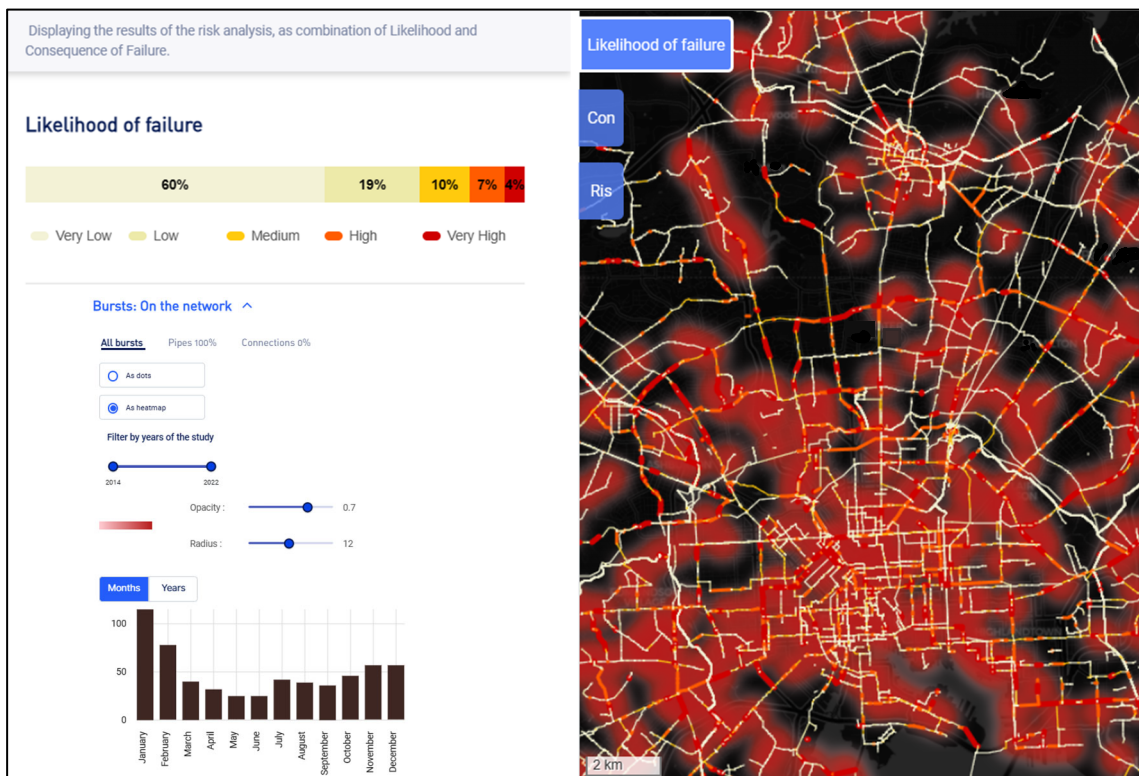 Displaying the results of the risk analysis, as combination of Likelihood and
Consequence of Failure.
Likelihood of failure
60%
19%
10%
7%
4%
Very Low
Low
Medium
High
Very High
Bursts: On the network
All bursts
Pipes 100%
Connections 0%
As dots
As heatmap
Filter by years of the study
2014
2022
Opacity :
0.7
Radius :
12
Months
Years
100
50
0
January
February
March
April
May
June
July
August
September
October
November
December
Likelihood of failure
Con
Ris
2 km